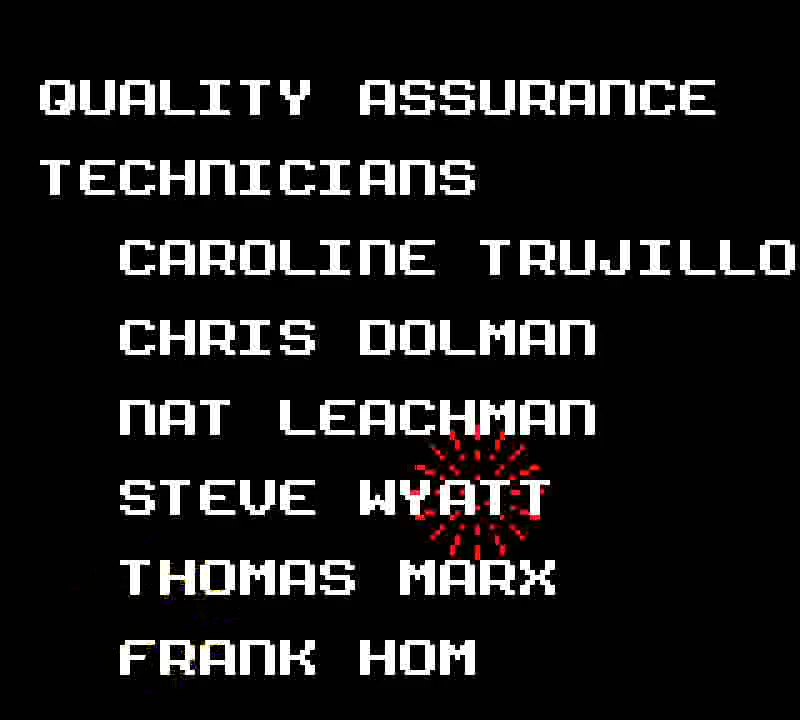 QUALITY ASSURANCE
TECHNICIANS
CAROLINE TRUJILLO
CHRIS DOLMAN
NAT LEACHMAN
STEVE WYATT
THOMAS MARX
FRANK HOM